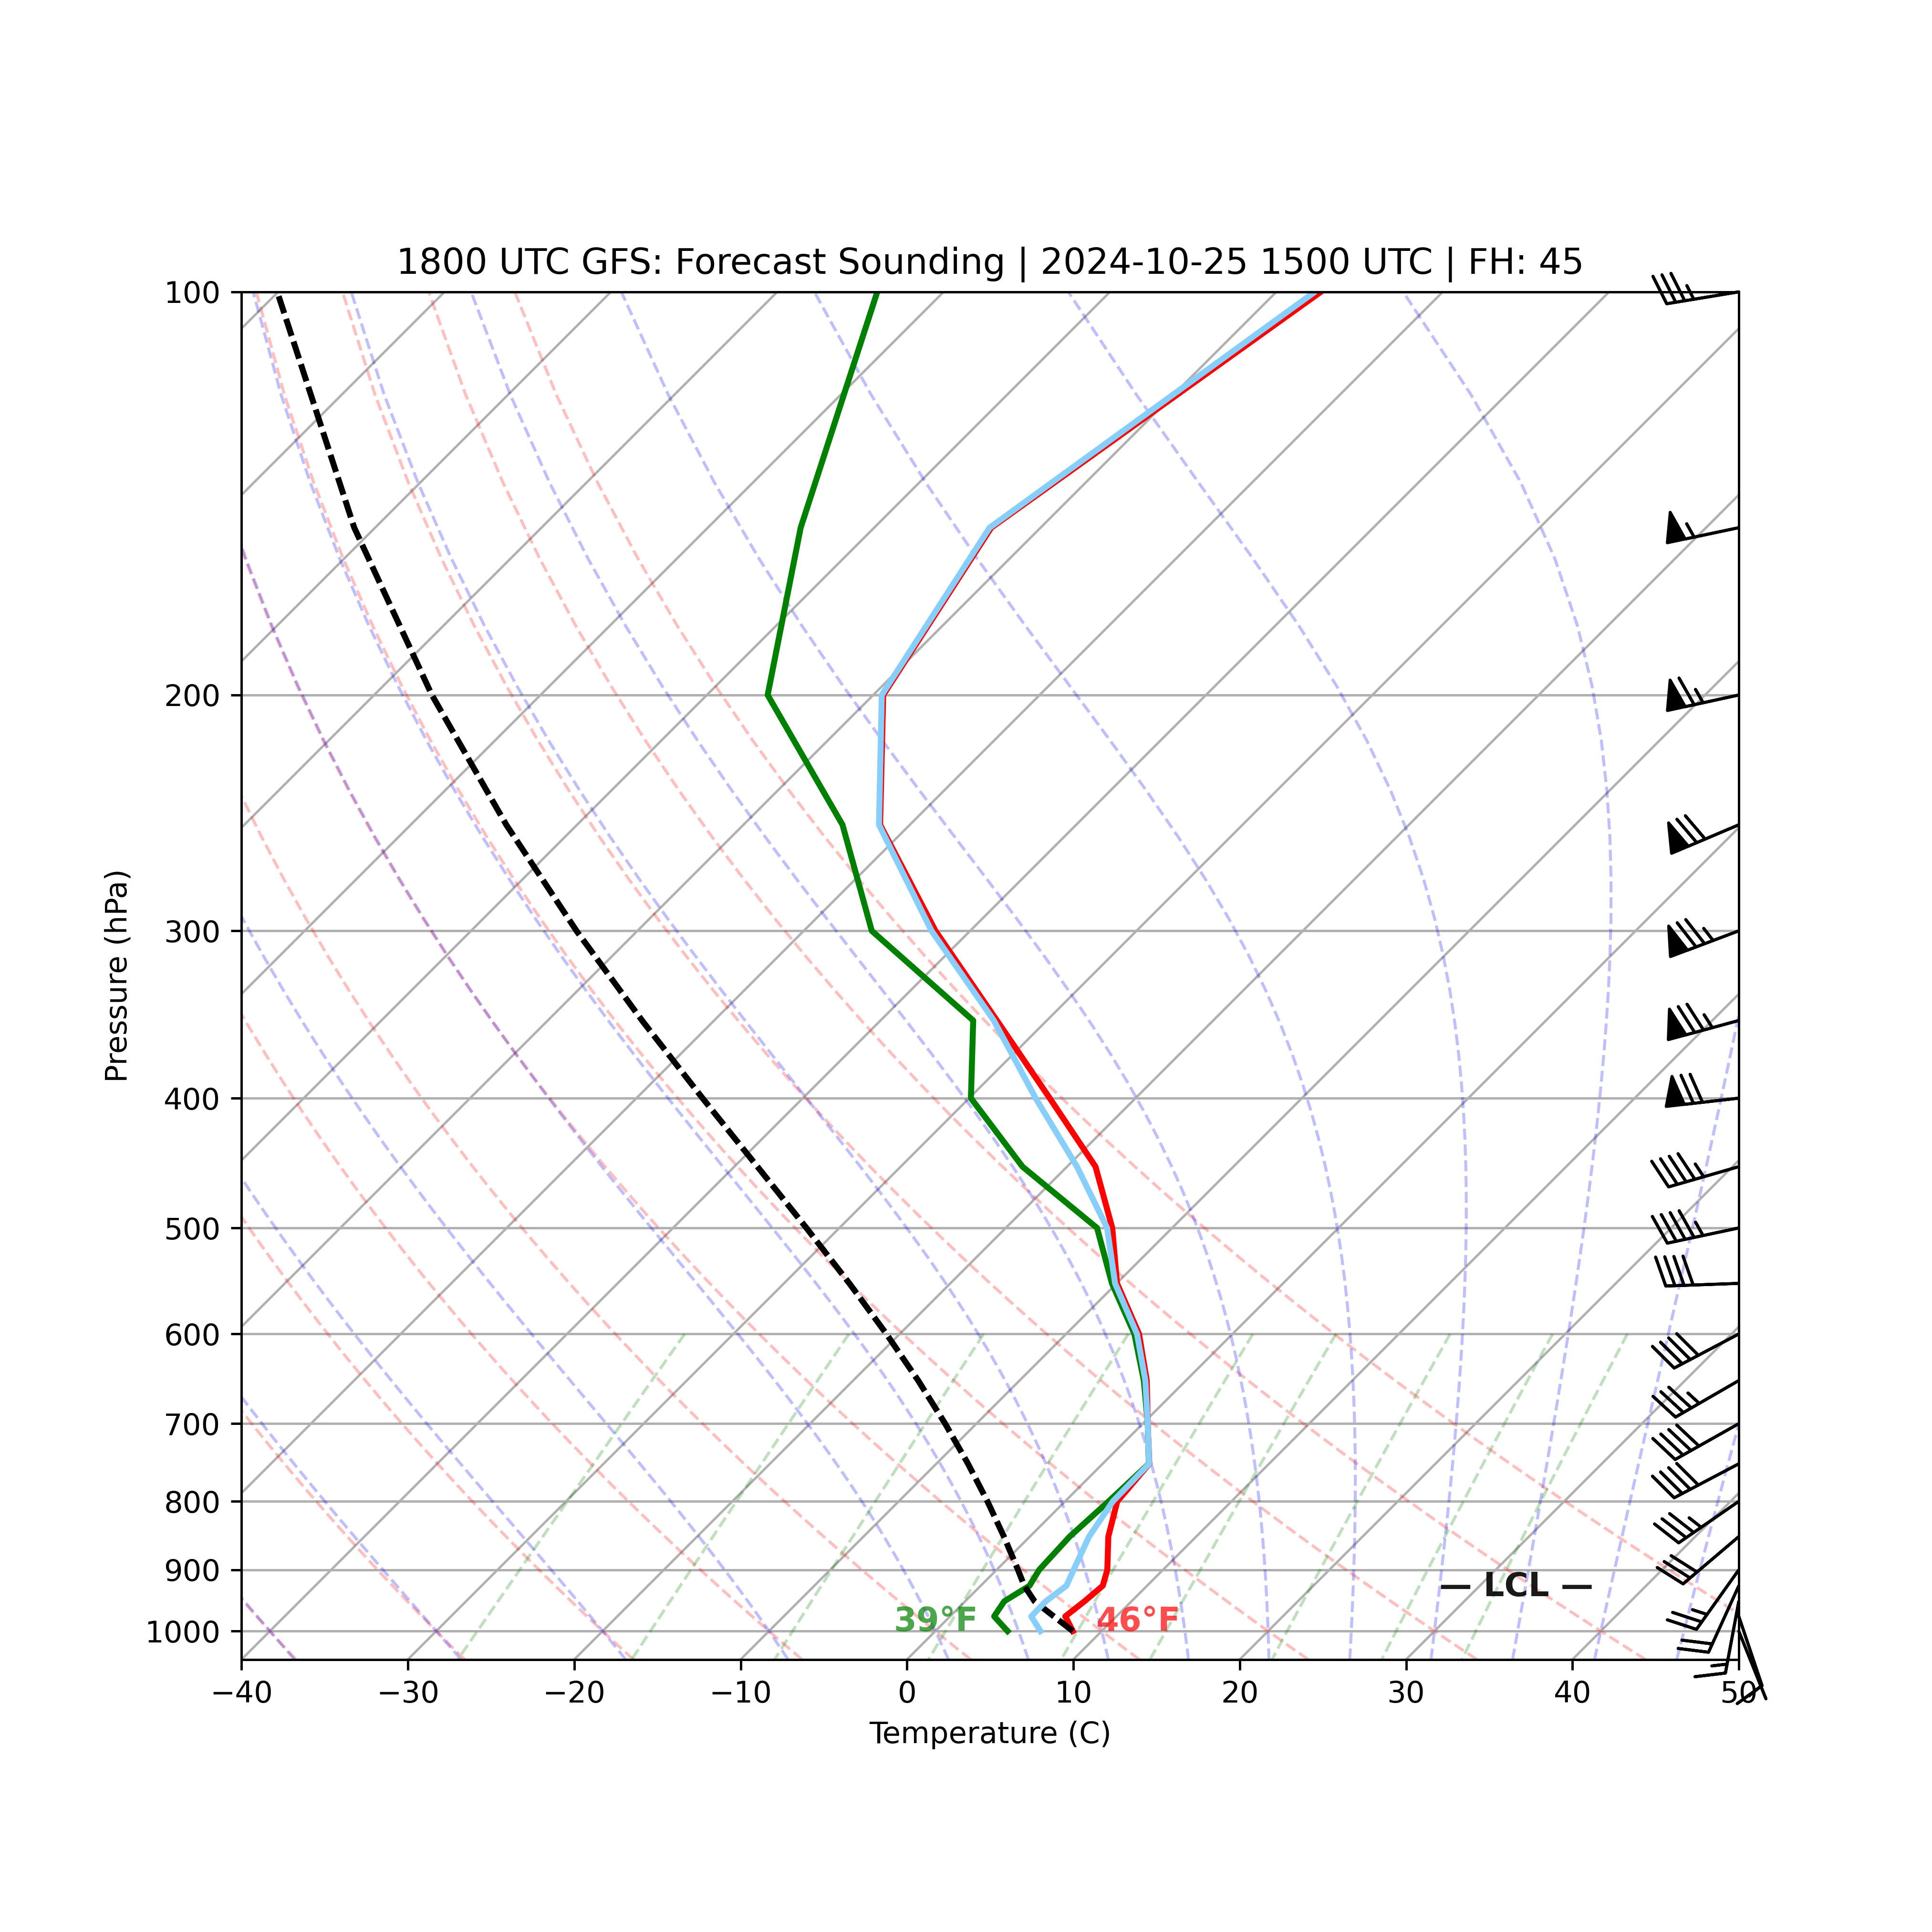 1800 UTC GFS: Forecast Sounding | 2024-10-25 1500 UTC | FH: 45
100
200
300
400
500
600
700
800
900
1000
Pressure (hPa)
— LCL —
39°F
46°F
−40 −30 −20 −10 0 10 20 30 40 50
Temperature (C)